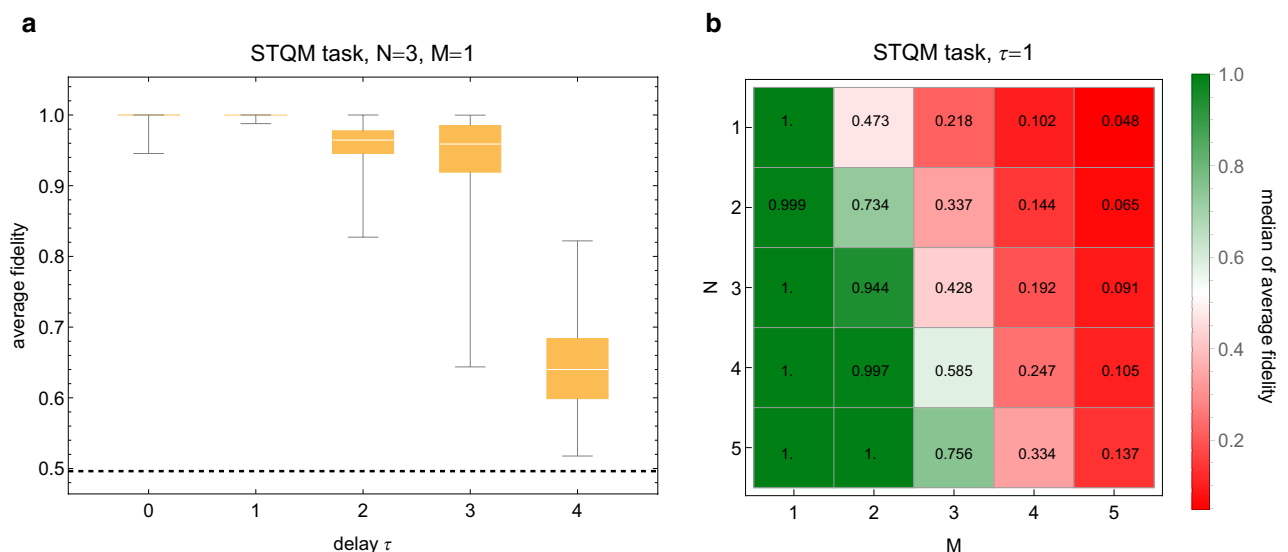 a
STQM task, N=3, M=1
average fidelity
1.0
0.9
0.8
0.7
0.6
0.5
0 1 2 3 4
delay τ
b
STQM task, τ=1
N
1 1. 0.473 0.218 0.102 0.048
2 0.999 0.734 0.337 0.144 0.065
3 1. 0.944 0.428 0.192 0.091
4 1. 0.997 0.585 0.247 0.105
5 1. 1. 0.756 0.334 0.137
1 2 3 4 5
M
1.0
0.8
0.6
0.4
0.2
median of average fidelity